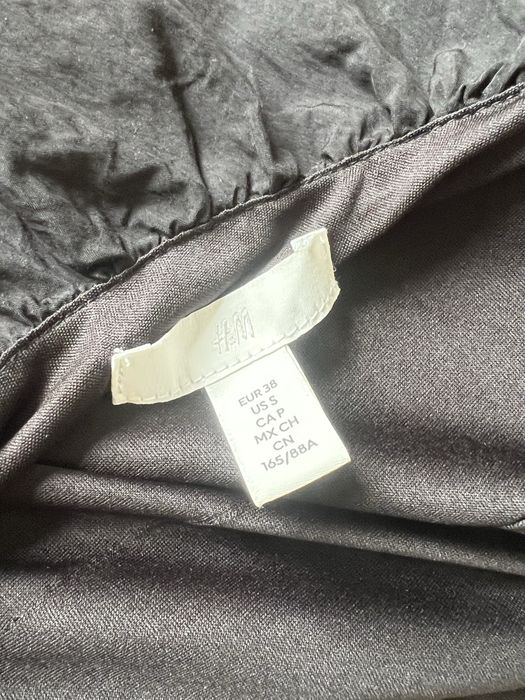 H&M
EUR 38
US S
CA P
MX CH
CN
165/88A